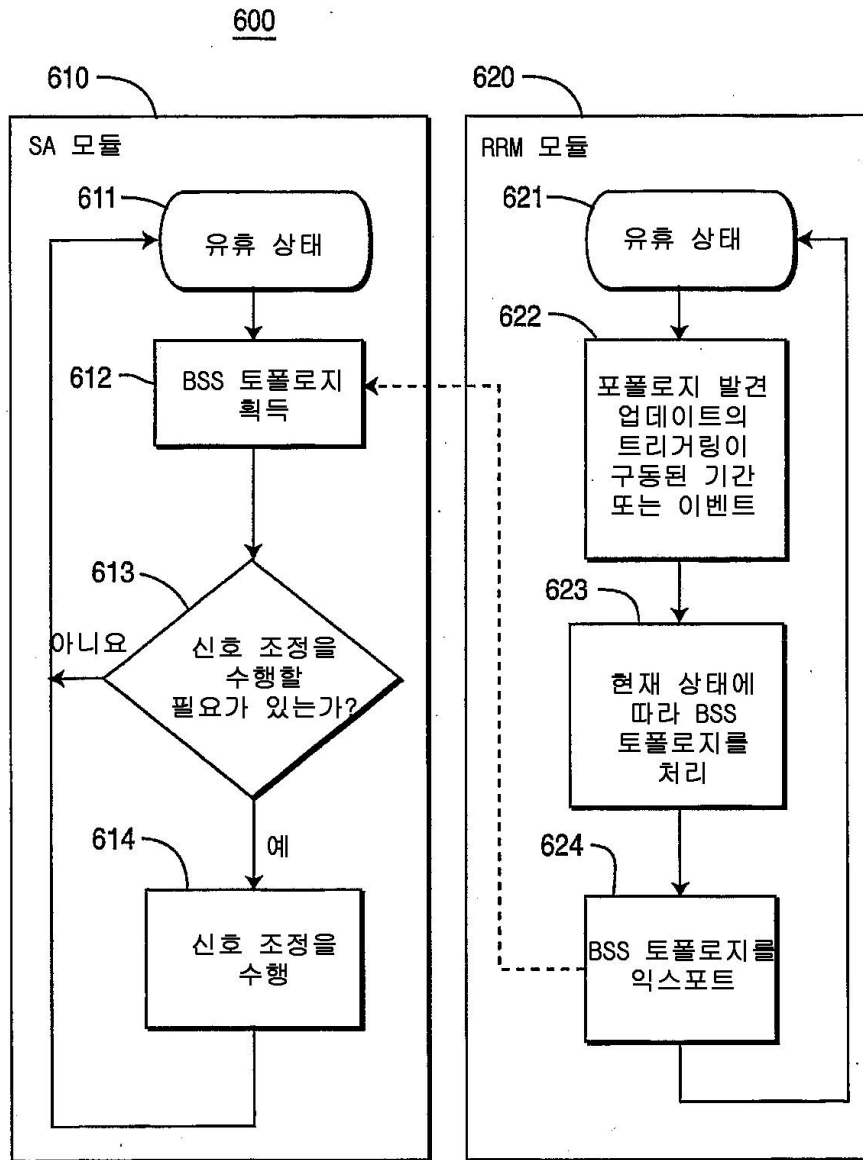 600
610
SA 모듈
611
유휴 상태
612
BSS 토폴로지
획득
613
아니요
신호 조정을
수행할
필요가 있는가?
예
614
신호 조정을
수행
620
RRM 모듈
621
유휴 상태
622
포폴로지 발견
업데이트의
트리거링이
구동된 기간
또는 이벤트
623
현재 상태에
따라 BSS
토폴로지를
처리
624
BSS 토폴로지를
익스포트